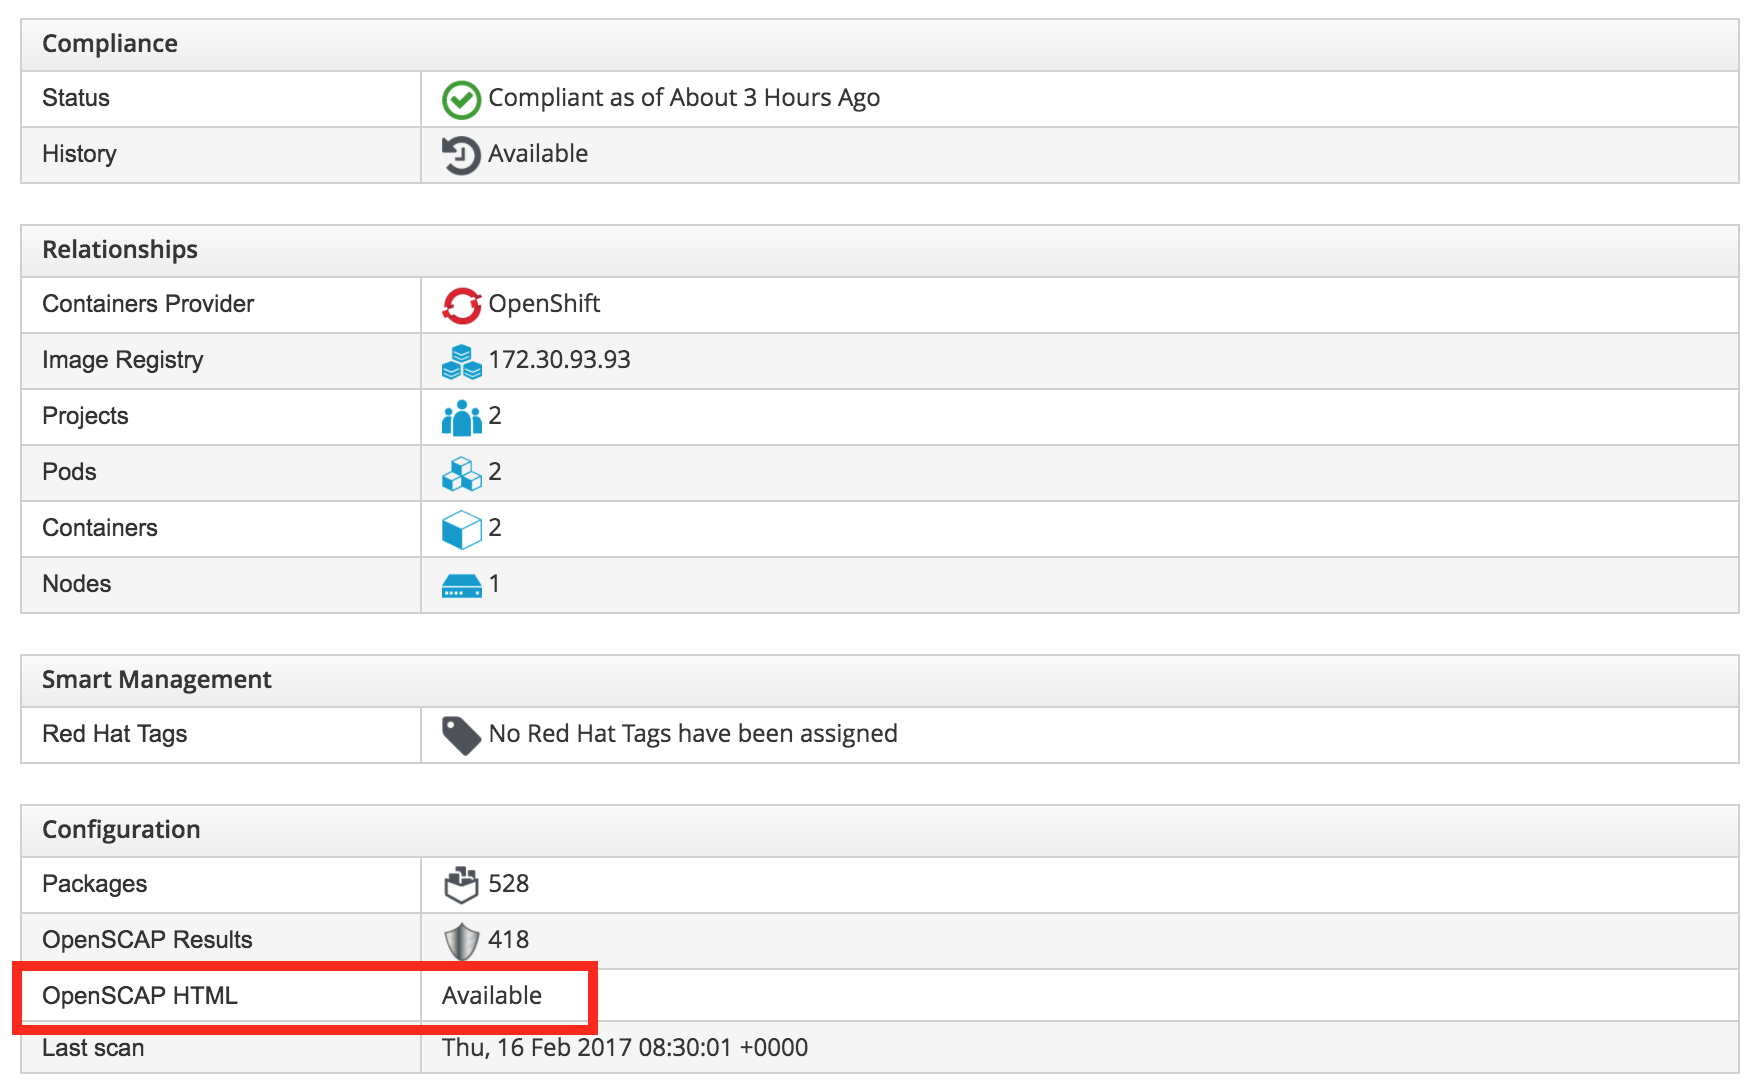 Compliance
Status Compliant as of About 3 Hours Ago
History Available
Relationships
Containers Provider OpenShift
Image Registry 172.30.93.93
Projects 2
Pods 2
Containers 2
Nodes 1
Smart Management
Red Hat Tags No Red Hat Tags have been assigned
Configuration
Packages 528
OpenSCAP Results 418
OpenSCAP HTML Available
Last scan Thu, 16 Feb 2017 08:30:01 +0000